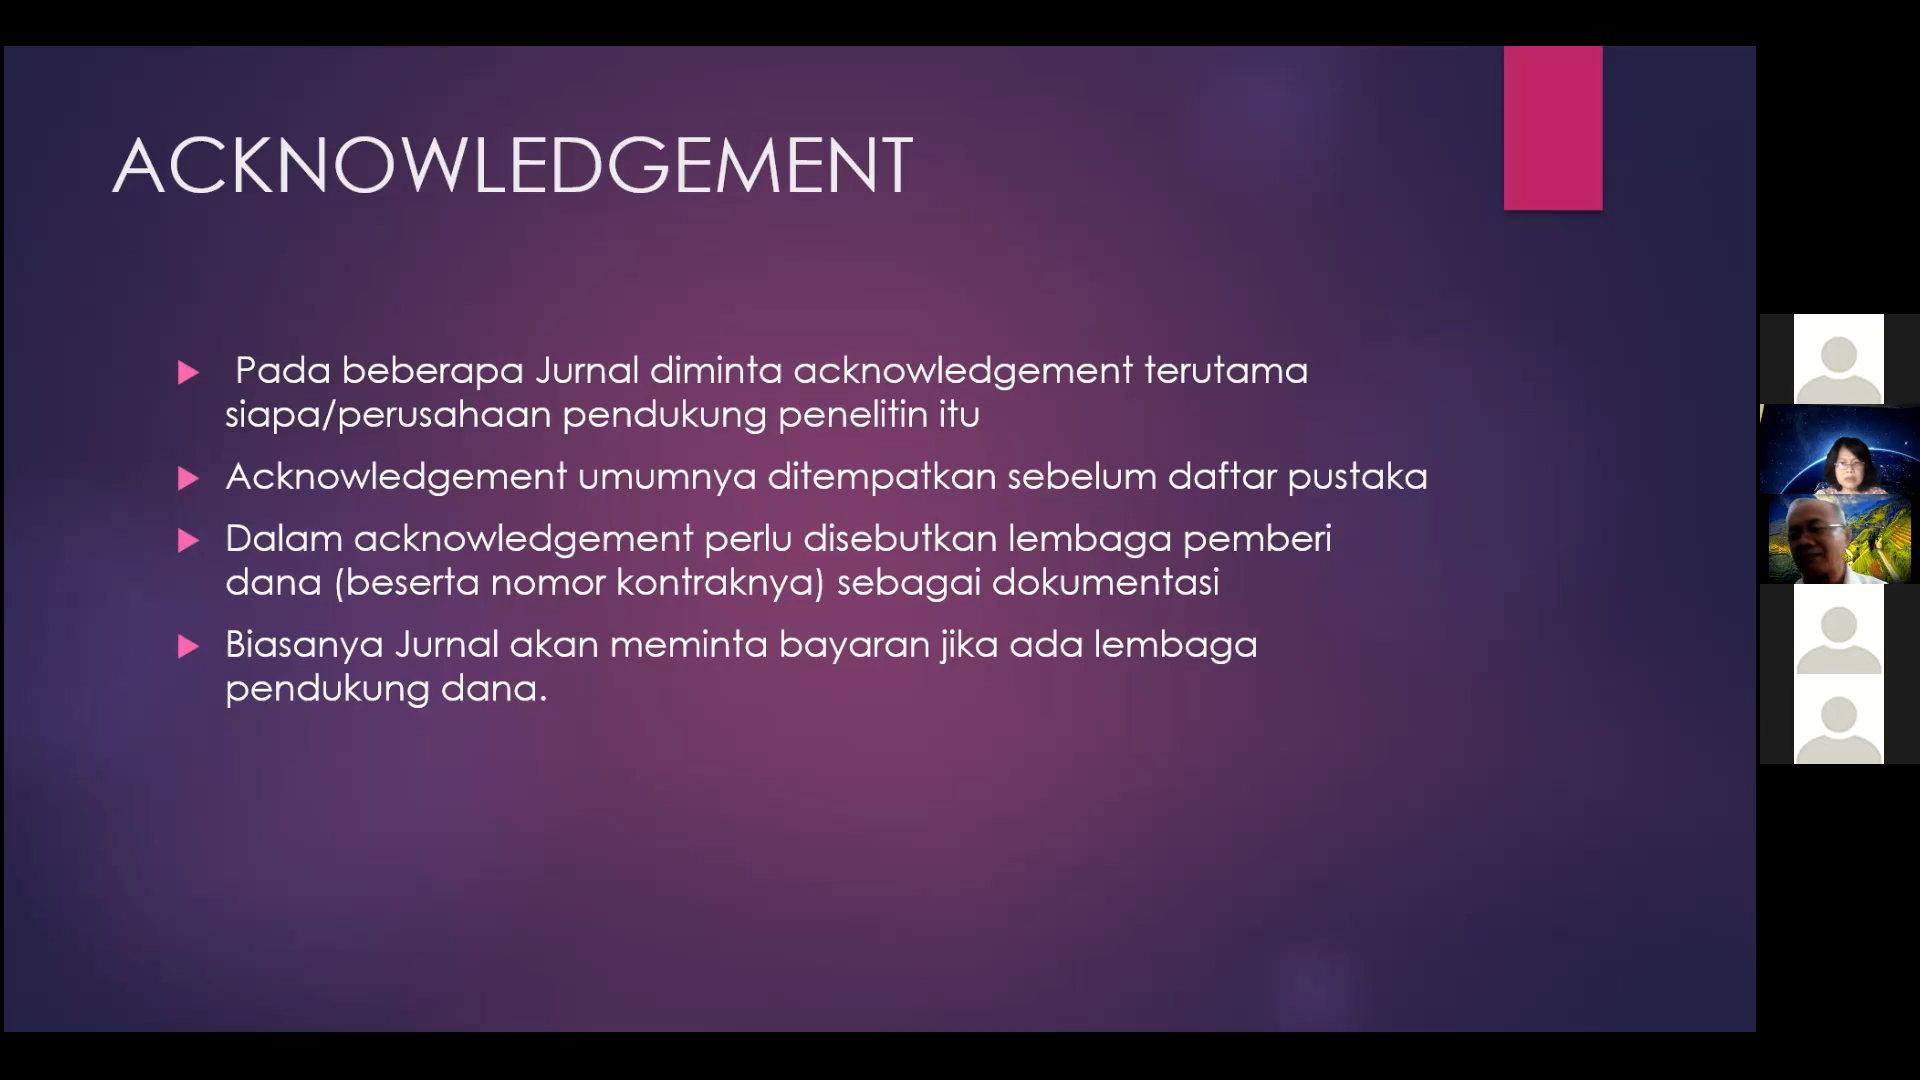 ACKNOWLEDGEMENT
Pada beberapa Jurnal diminta acknowledgement terutama
siapa/perusahaan pendukung penelitin itu
Acknowledgement umumnya ditempatkan sebelum daftar pustaka
Dalam acknowledgement perlu disebutkan lembaga pemberi
dana (beserta nomor kontraknya) sebagai dokumentasi
Biasanya Jurnal akan meminta bayaran jika ada lembaga
pendukung dana.